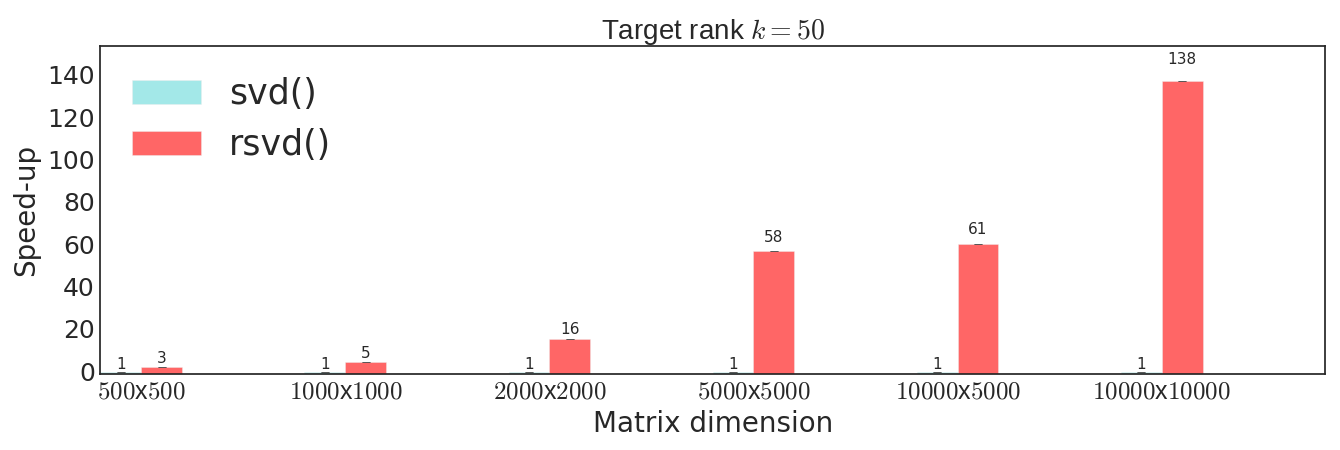 Target rank k = 50
svd()
rsvd()
Speed-up
140
120
100
80
60
40
20
0
1 3
1 5
1 16
1 58
1 61
1 138
500x500 1000x1000 2000x2000 5000x5000 10000x5000 10000x10000
Matrix dimension